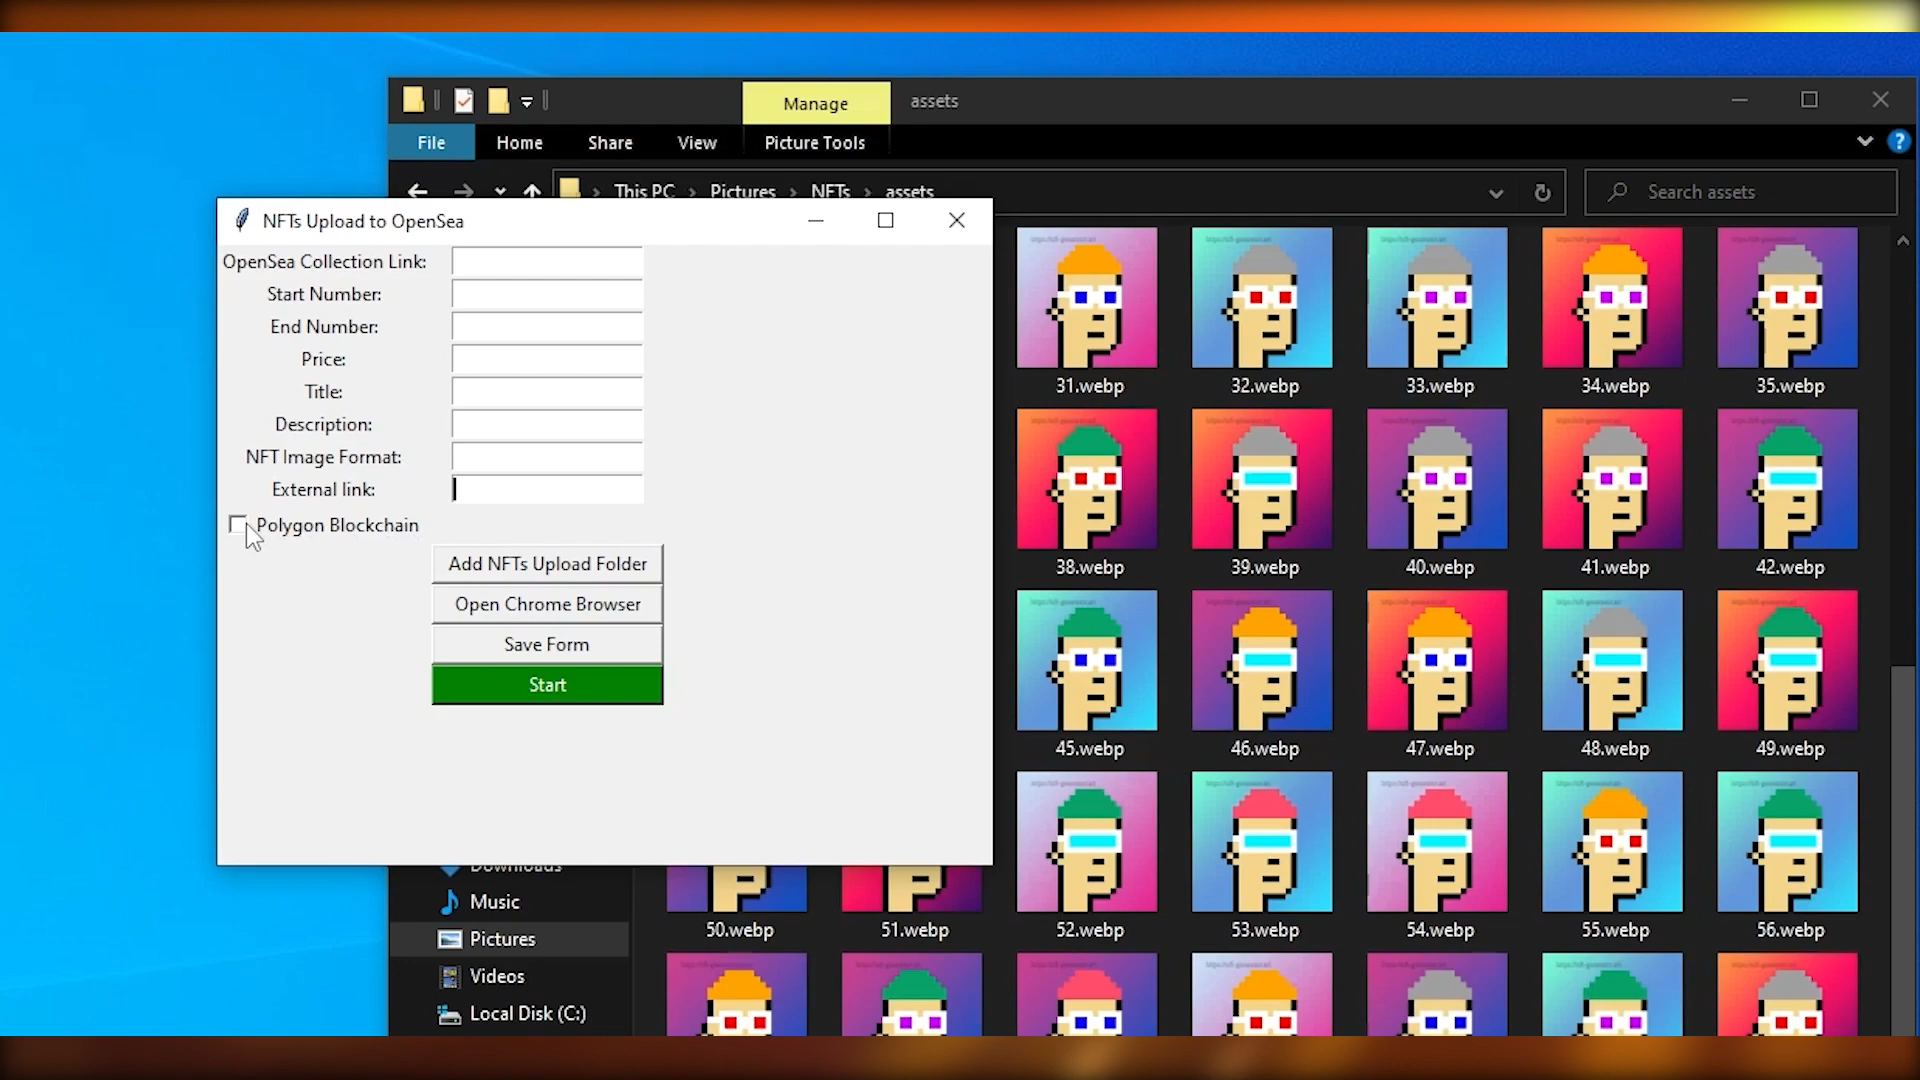 Manage
assets
File
Home
Share
View
Picture Tools
This PC
Pictures
NFTs
assets
Search assets
NFTs Upload to OpenSea
OpenSea Collection Link:
Start Number:
End Number:
Price:
Title:
Description:
NFT Image Format:
External link:
Polygon Blockchain
Add NFTs Upload Folder
Open Chrome Browser
Save Form
Start
31.webp
32.webp
33.webp
34.webp
35.webp
38.webp
39.webp
40.webp
41.webp
42.webp
45.webp
46.webp
47.webp
48.webp
49.webp
Downloads
Music
Pictures
Videos
Local Disk (C:)
50.webp
51.webp
52.webp
53.webp
54.webp
55.webp
56.webp